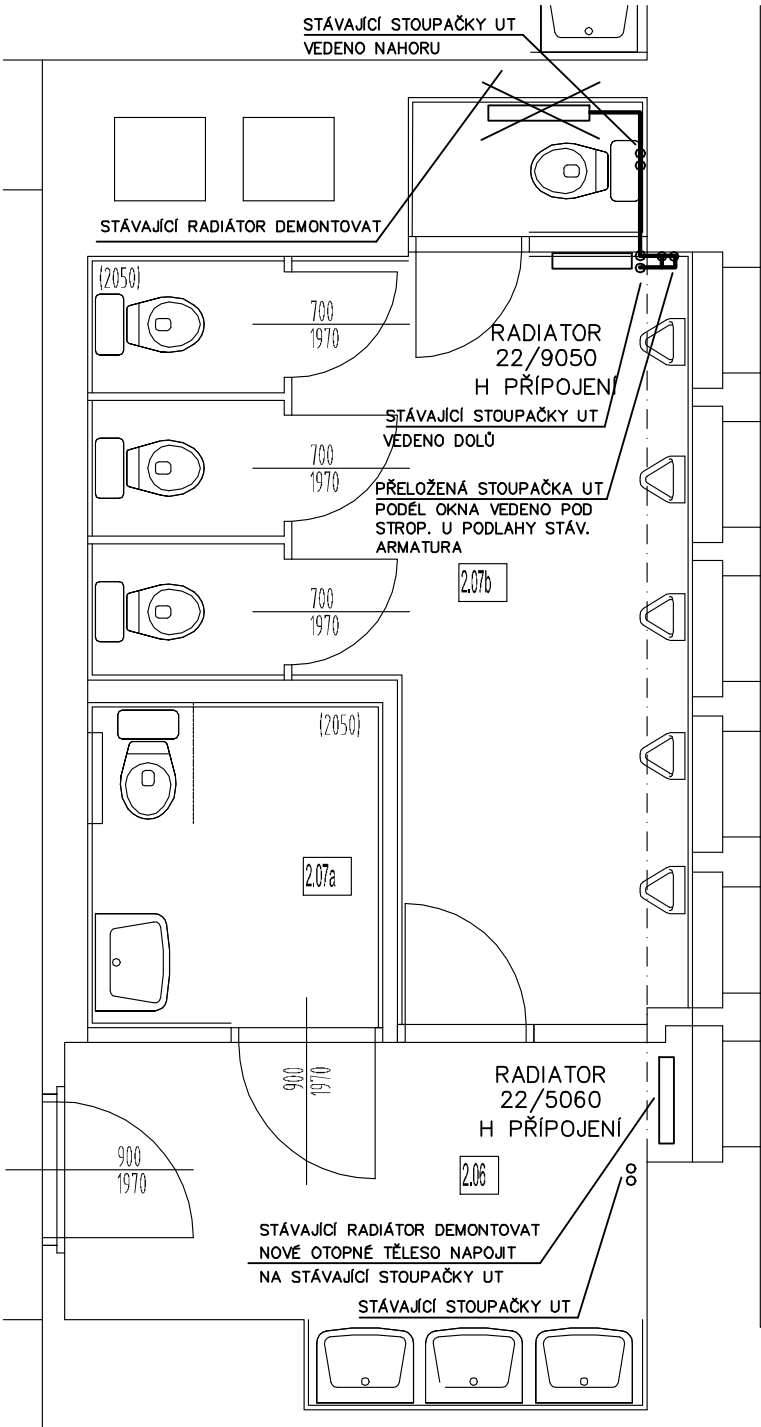 STÁVAJÍCÍ STOUPAČKY UT
VEDENO NAHORU
STÁVAJÍCÍ RADIÁTOR DEMONTOVAT
(2050)
700
1970
RADIATOR
22/9050
H PŘÍPOJENÍ
STÁVAJÍCÍ STOUPAČKY UT
VEDENO DOLŮ
700
1970
PŘELOŽENÁ STOUPAČKA UT
PODÉL OKNA VEDENO POD
STROP. U PODLAHY STÁV.
ARMATURA
2.07b
700
1970
(2050)
2.07a
900
1970
RADIATOR
22/5060
H PŘÍPOJENÍ
900
1970
2.06
STÁVAJÍCÍ RADIÁTOR DEMONTOVAT
NOVÉ OTOPNÉ TĚLESO NAPOJIT
NA STÁVAJÍCÍ STOUPAČKY UT
STÁVAJÍCÍ STOUPAČKY UT